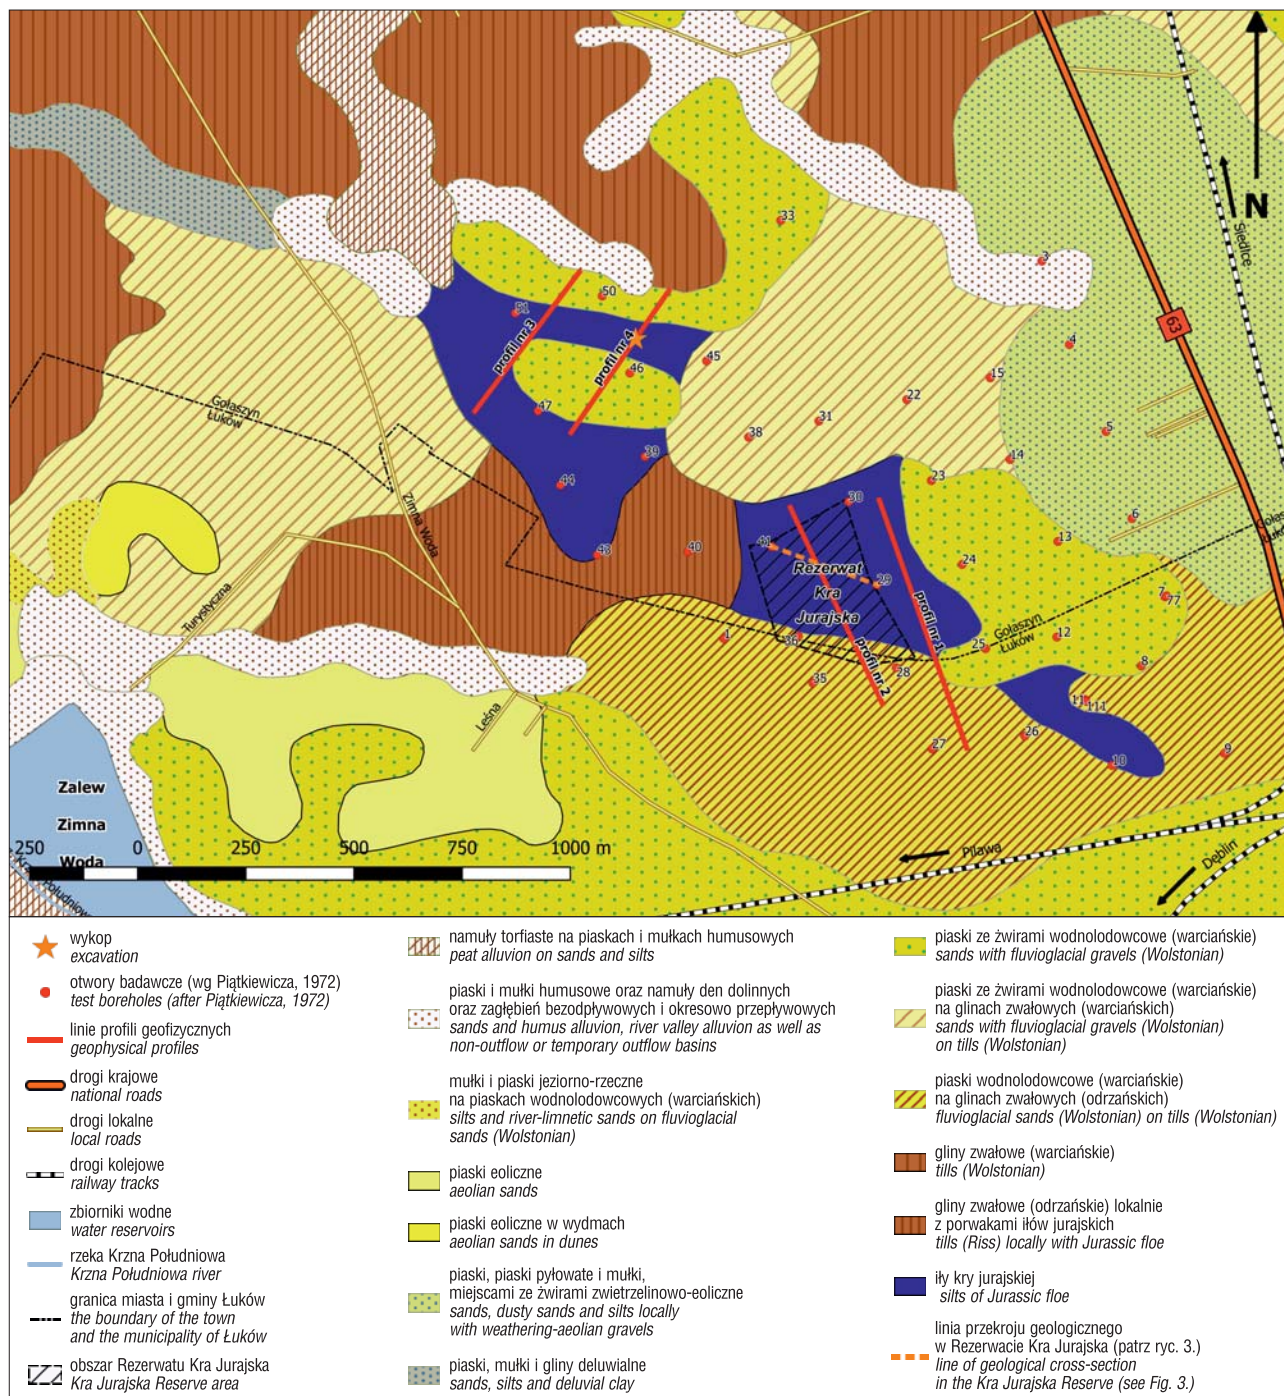 N
Siedlce
63
33
3
50
51
4
profil nr 3
profil nr 4
45
46
15
22
Gołaszyn
Łuków
47
31
38
5
39
14
44
23
30
6
Zimna Woda
13
41
40
43
Rezerwat
Kra
Jurajska
24
29
7
77
Turystyczna
profil nr 1
Gołaszyn
Łuków
1
36
25
12
profil nr 2
28
8
35
11
111
Leśna
26
27
10
9
Zalew
Zimna
Woda
250 0 250 500 750 1000 m
Pilawa
Dęblin
wykop
excavation
otwory badawcze (wg Piątkiewicza, 1972)
test boreholes (after Piątkiewicza, 1972)
linie profili geofizycznych
geophysical profiles
drogi krajowe
national roads
drogi lokalne
local roads
drogi kolejowe
railway tracks
zbiorniki wodne
water reservoirs
rzeka Krzna Południowa
Krzna Południowa river
granica miasta i gminy Łuków
the boundary of the town
and the municipality of Łuków
obszar Rezerwatu Kra Jurajska
Kra Jurajska Reserve area
namuły torfiaste na piaskach i mułkach humusowych
peat alluvion on sands and silts
piaski i mułki humusowe oraz namuły den dolinnych
oraz zagłębień bezodpływowych i okresowo przepływowych
sands and humus alluvion, river valley alluvion as well as
non-outflow or temporary outflow basins
mułki i piaski jeziorno-rzeczne
na piaskach wodnolodowcowych (warciańskich)
silts and river-limnetic sands on fluvioglacial
sands (Wolstonian)
piaski eoliczne
aeolian sands
piaski eoliczne w wydmach
aeolian sands in dunes
piaski, piaski pyłowate i mułki,
miejscami ze żwirami zwietrzelinowo-eoliczne
sands, dusty sands and silts locally
with weathering-aeolian gravels
piaski, mułki i gliny deluwialne
sands, silts and deluvial clay
piaski ze żwirami wodnolodowcowe (warciańskie)
sands with fluvioglacial gravels (Wolstonian)
piaski ze żwirami wodnolodowcowe (warciańskie)
na glinach zwałowych (warciańskich)
sands with fluvioglacial gravels (Wolstonian)
on tills (Wolstonian)
piaski wodnolodowcowe (warciańskie)
na glinach zwałowych (odrzańskich)
fluvioglacial sands (Wolstonian) on tills (Wolstonian)
gliny zwałowe (warciańskie)
tills (Wolstonian)
gliny zwałowe (odrzańskie) lokalnie
z porwakami iłów jurajskich
tills (Riss) locally with Jurassic floe
iły kry jurajskiej
silts of Jurassic floe
linia przekroju geologicznego
w Rezerwacie Kra Jurajska (patrz ryc. 3.)
line of geological cross-section
in the Kra Jurajska Reserve (see Fig. 3.)